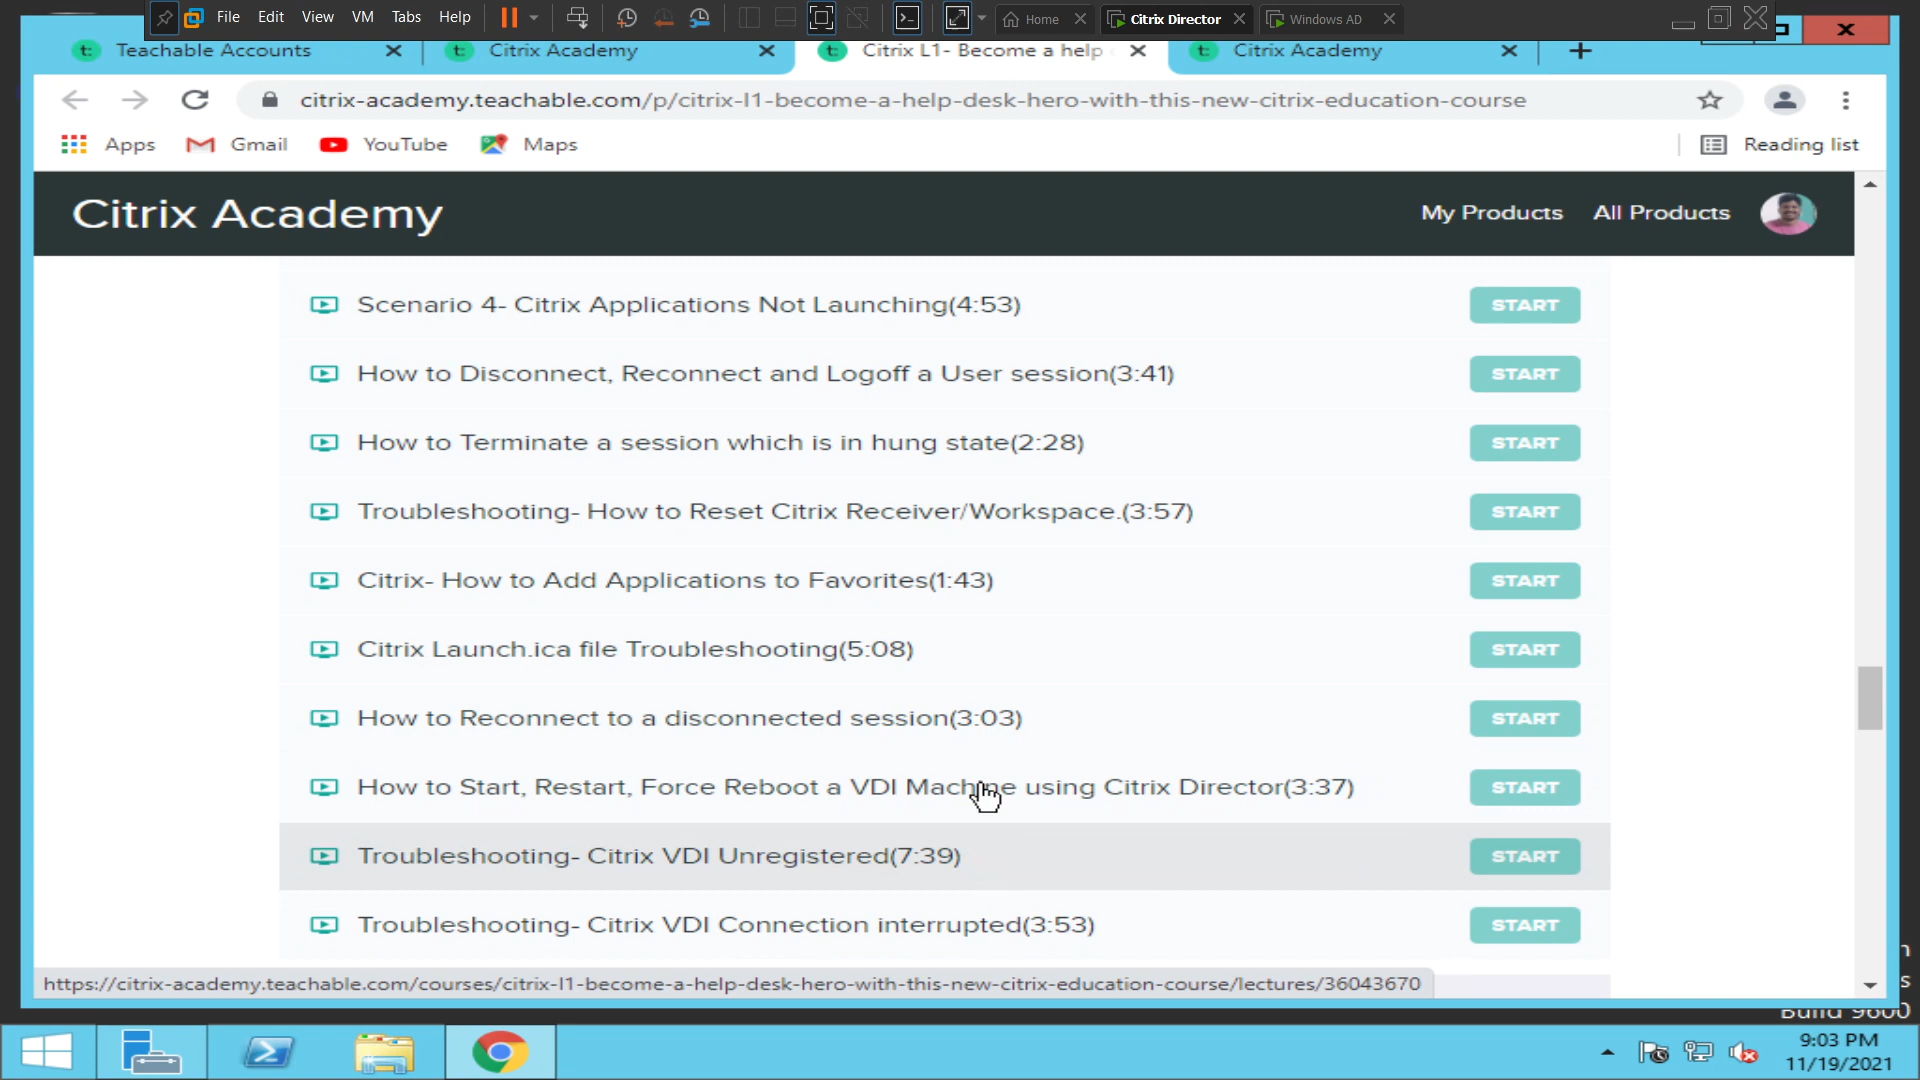 File Edit View VM Tabs Help Home Citrix Director Windows AD
Teachable Accounts Citrix Academy Citrix L1- Become a help Citrix Academy
citrix-academy.teachable.com/p/citrix-l1-become-a-help-desk-hero-with-this-new-citrix-education-course
Apps Gmail YouTube Maps Reading list
Citrix Academy My Products All Products
Scenario 4- Citrix Applications Not Launching(4:53) START
How to Disconnect, Reconnect and Logoff a User session(3:41) START
How to Terminate a session which is in hung state(2:28) START
Troubleshooting- How to Reset Citrix Receiver/Workspace.(3:57) START
Citrix- How to Add Applications to Favorites(1:43) START
Citrix Launch.ica file Troubleshooting(5:08) START
How to Reconnect to a disconnected session(3:03) START
How to Start, Restart, Force Reboot a VDI Machine using Citrix Director(3:37) START
Troubleshooting- Citrix VDI Unregistered(7:39) START
Troubleshooting- Citrix VDI Connection interrupted(3:53) START
https://citrix-academy.teachable.com/courses/citrix-l1-become-a-help-desk-hero-with-this-new-citrix-education-course/lectures/36043670
Build 9600
9:03 PM
11/19/2021